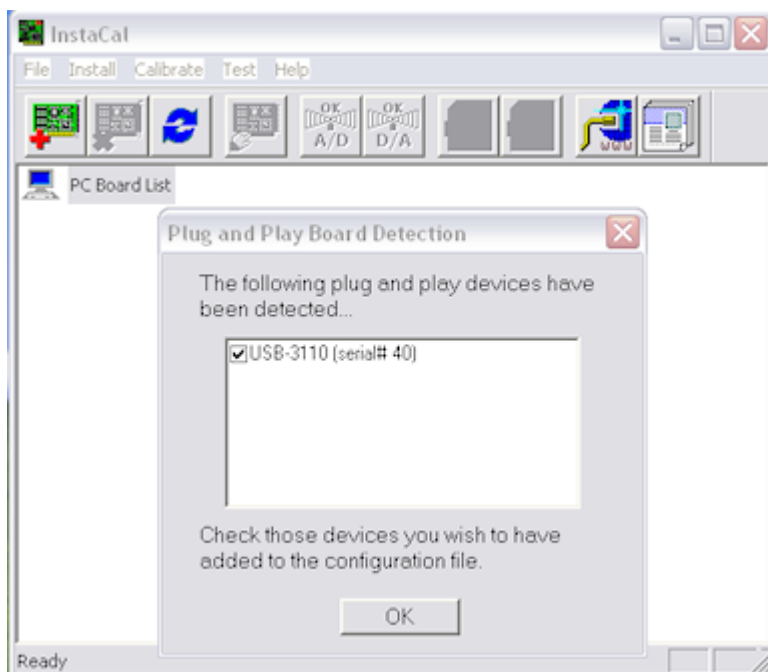 InstaCal
File Install Calibrate Test Help
OK OK
A/D D/A
PC Board List
Plug and Play Board Detection
The following plug and play devices have
been detected...
USB-3110 (serial# 40)
Check those devices you wish to have
added to the configuration file.
OK
Ready